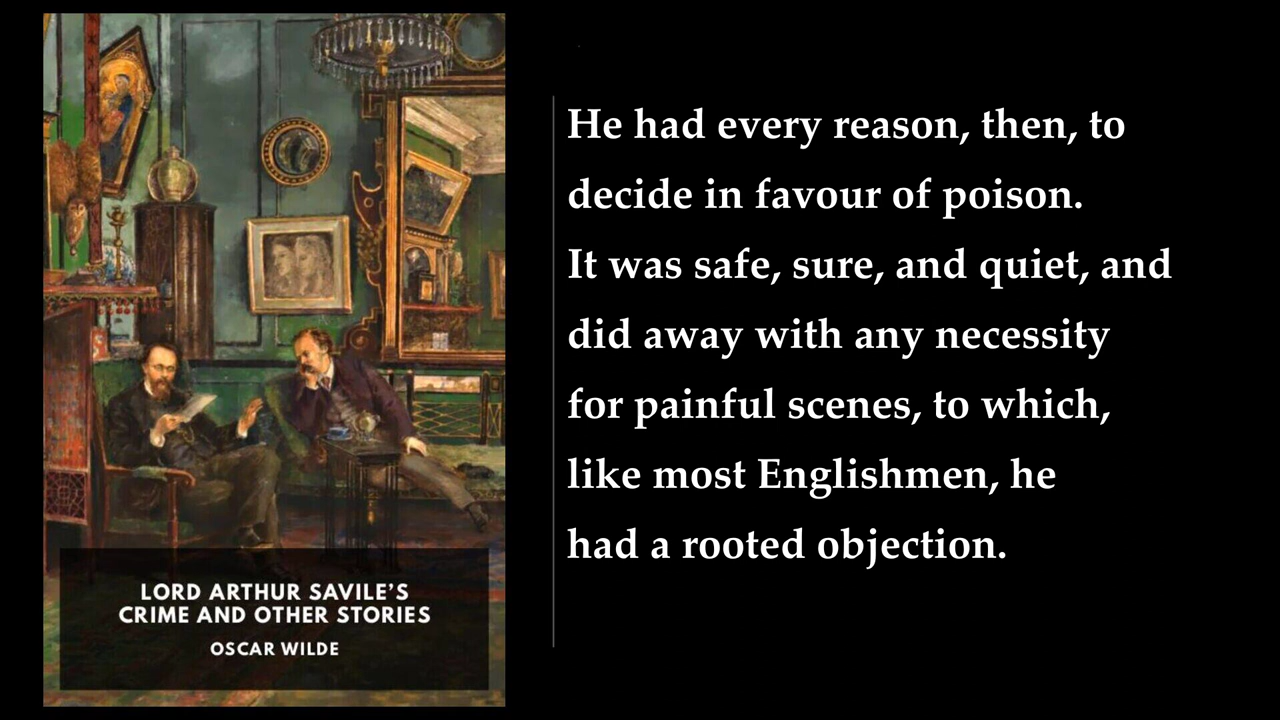 He had every reason, then, to
decide in favour of poison.
It was safe, sure, and quiet, and
did away with any necessity
for painful scenes, to which,
like most Englishmen, he
had a rooted objection.
LORD ARTHUR SAVILE’S
CRIME AND OTHER STORIES
OSCAR WILDE